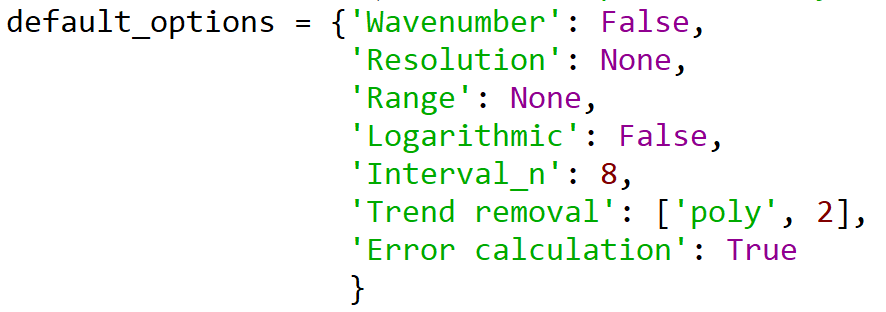 default_options = {'Wavenumber': False,
'Resolution': None,
'Range': None,
'Logarithmic': False,
'Interval_n': 8,
'Trend removal': ['poly', 2],
'Error calculation': True
}